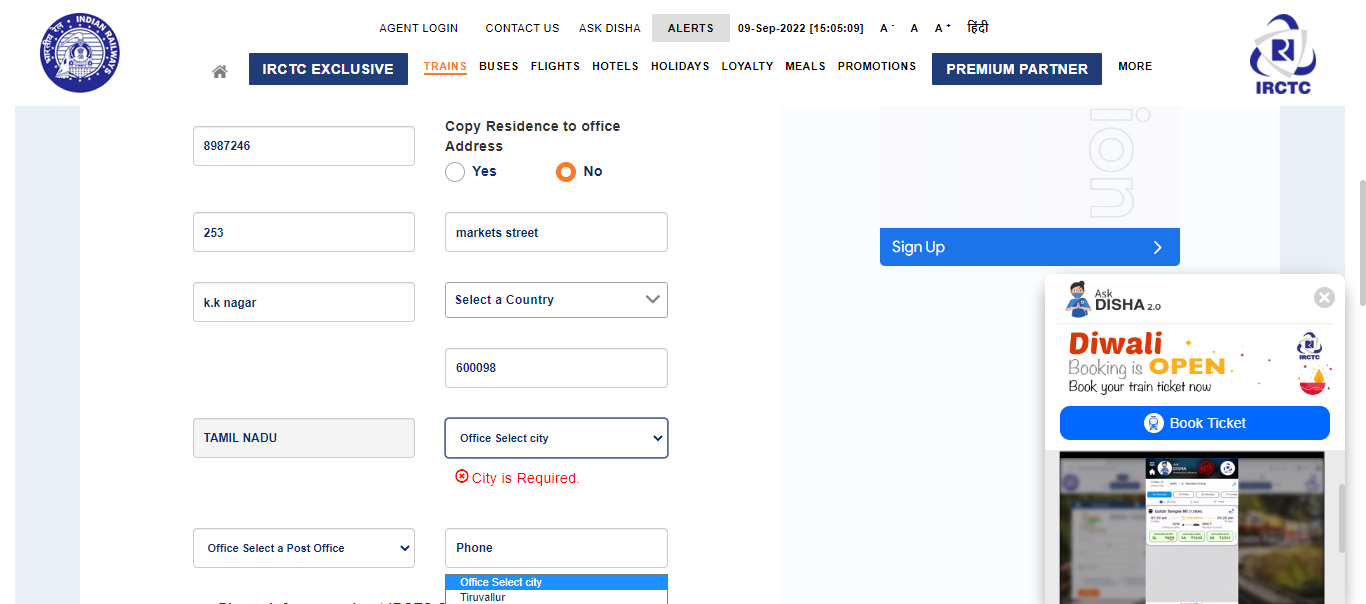 INDIAN RAILWAYS
भारतीय रेल
AGENT LOGIN CONTACT US ASK DISHA ALERTS 09-Sep-2022 [15:05:09] A - A A + हिंदी
IRCTC EXCLUSIVE TRAINS BUSES FLIGHTS HOTELS HOLIDAYS LOYALTY MEALS PROMOTIONS PREMIUM PARTNER MORE
IRCTC
8987246
Copy Residence to office
Address
Yes No
ion
253
markets street
Sign Up
k.k nagar
Select a Country
Ask
DISHA 2.0
Diwali
Booking is OPEN
Book your train ticket now
IRCTC
600098
Book Ticket
TAMIL NADU
Office Select city
City is Required.
Office Select a Post Office
Phone
Office Select city
Tiruvallur